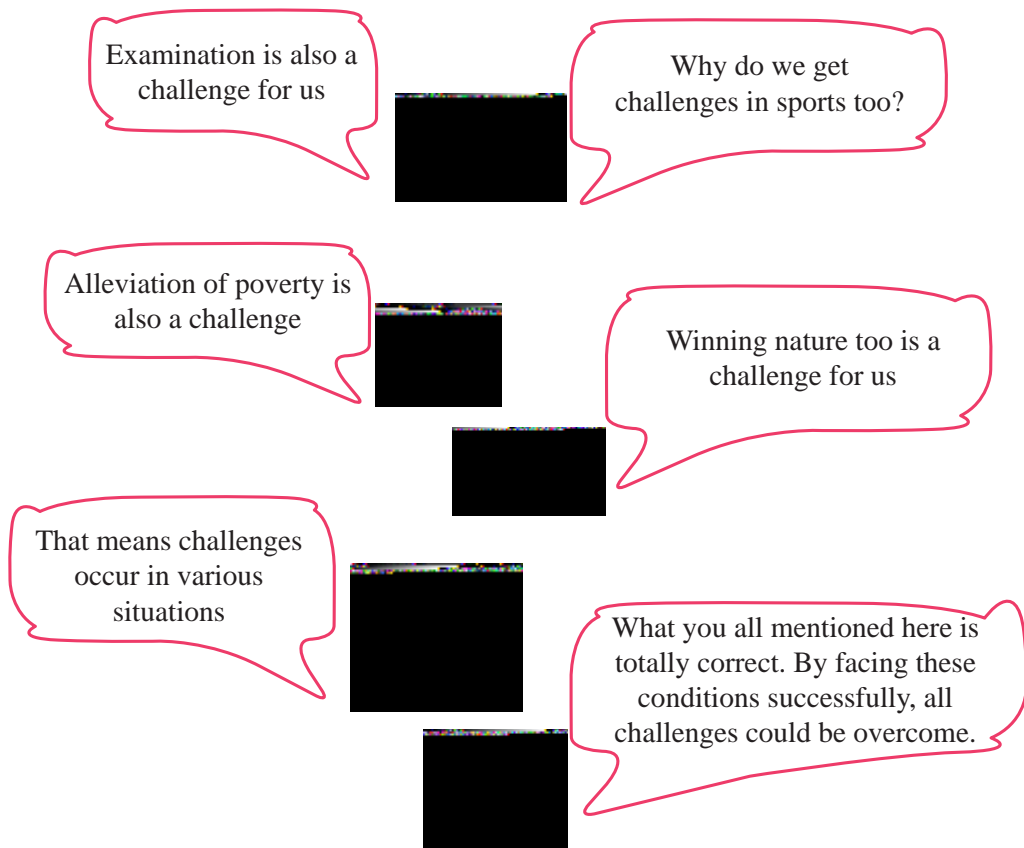 Examination is also a
challenge for us
Why do we get
challenges in sports too?
Alleviation of poverty is
also a challenge
Winning nature too is a
challenge for us
That means challenges
occur in various
situations
What you all mentioned here is
totally correct. By facing these
conditions successfully, all
challenges could be overcome.